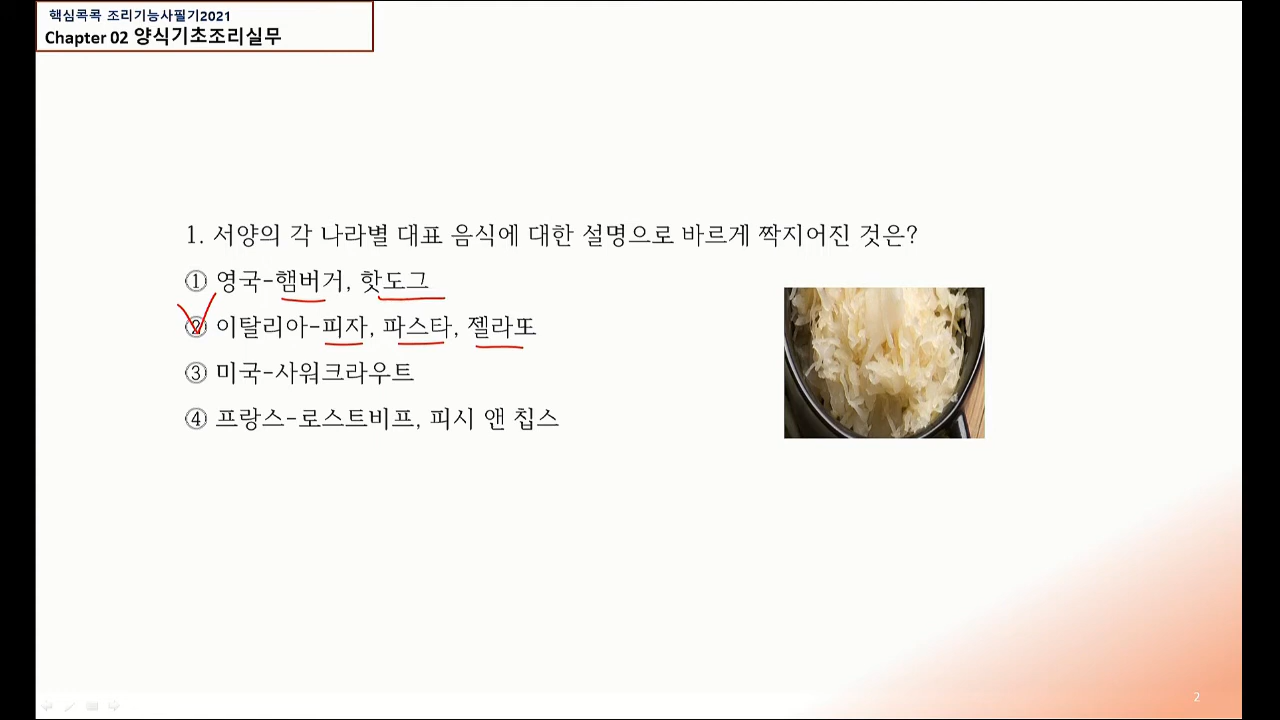 핵심콕콕 조리기능사필기2021
Chapter 02 양식기초조리실무
1. 서양의 각 나라별 대표 음식에 대한 설명으로 바르게 짝지어진 것은?
① 영국-햄버거, 핫도그
② 이탈리아-피자, 파스타, 젤라또
③ 미국-사워크라우트
④ 프랑스-로스트비프, 피시 앤 칩스
2